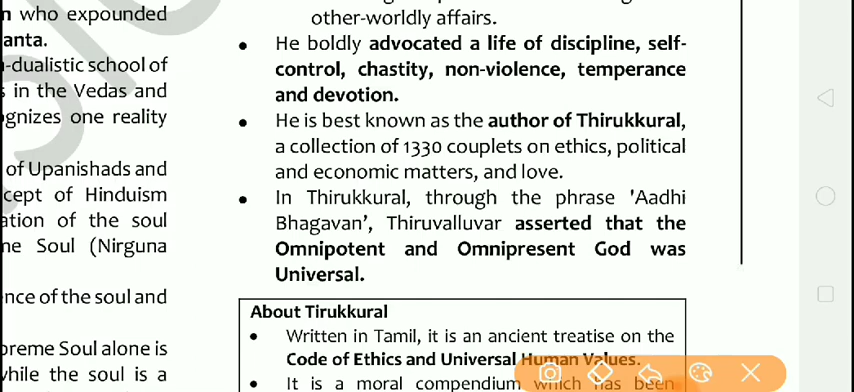 n who expounded
anta.
-dualistic school of
s in the Vedas and
ognizes one reality
of Upanishads and
cept of Hinduism
ation of the soul
me Soul (Nirguna
nce of the soul and
preme Soul alone is
while the soul is a
other-worldly affairs.
• He boldly advocated a life of discipline, self-
control, chastity, non-violence, temperance
and devotion.
• He is best known as the author of Thirukkural,
a collection of 1330 couplets on ethics, political
and economic matters, and love.
• In Thirukkural, through the phrase 'Aadhi
Bhagavan’, Thiruvalluvar asserted that the
Omnipotent and Omnipresent God was
Universal.
About Tirukkural
• Written in Tamil, it is an ancient treatise on the
Code of Ethics and Universal Human Values.
• It is a moral compendium which has been